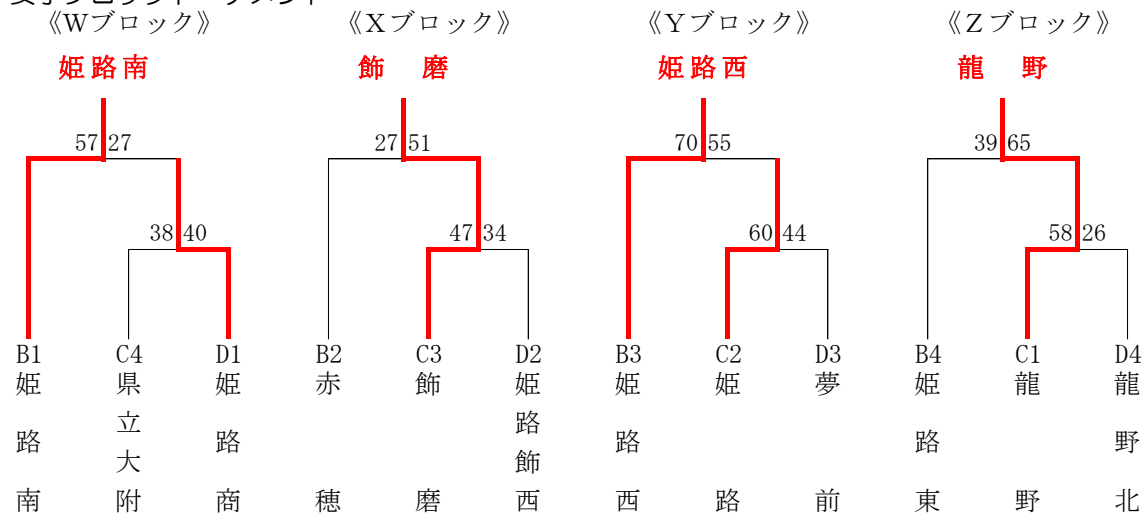 《Wブロック》 《Xブロック》 《Yブロック》 《Zブロック》
姫路南 飾 磨 姫路西 龍 野
57 27 27 51 70 55 39 65
38 40 47 34 60 44 58 26
B1 C4 D1 B2 C3 D2 B3 C2 D3 B4 C1 D4
姫路南
県立大附
姫路商
赤穂
飾磨
姫路飾西
姫路西
姫路
夢前
姫路東
龍野
龍野北